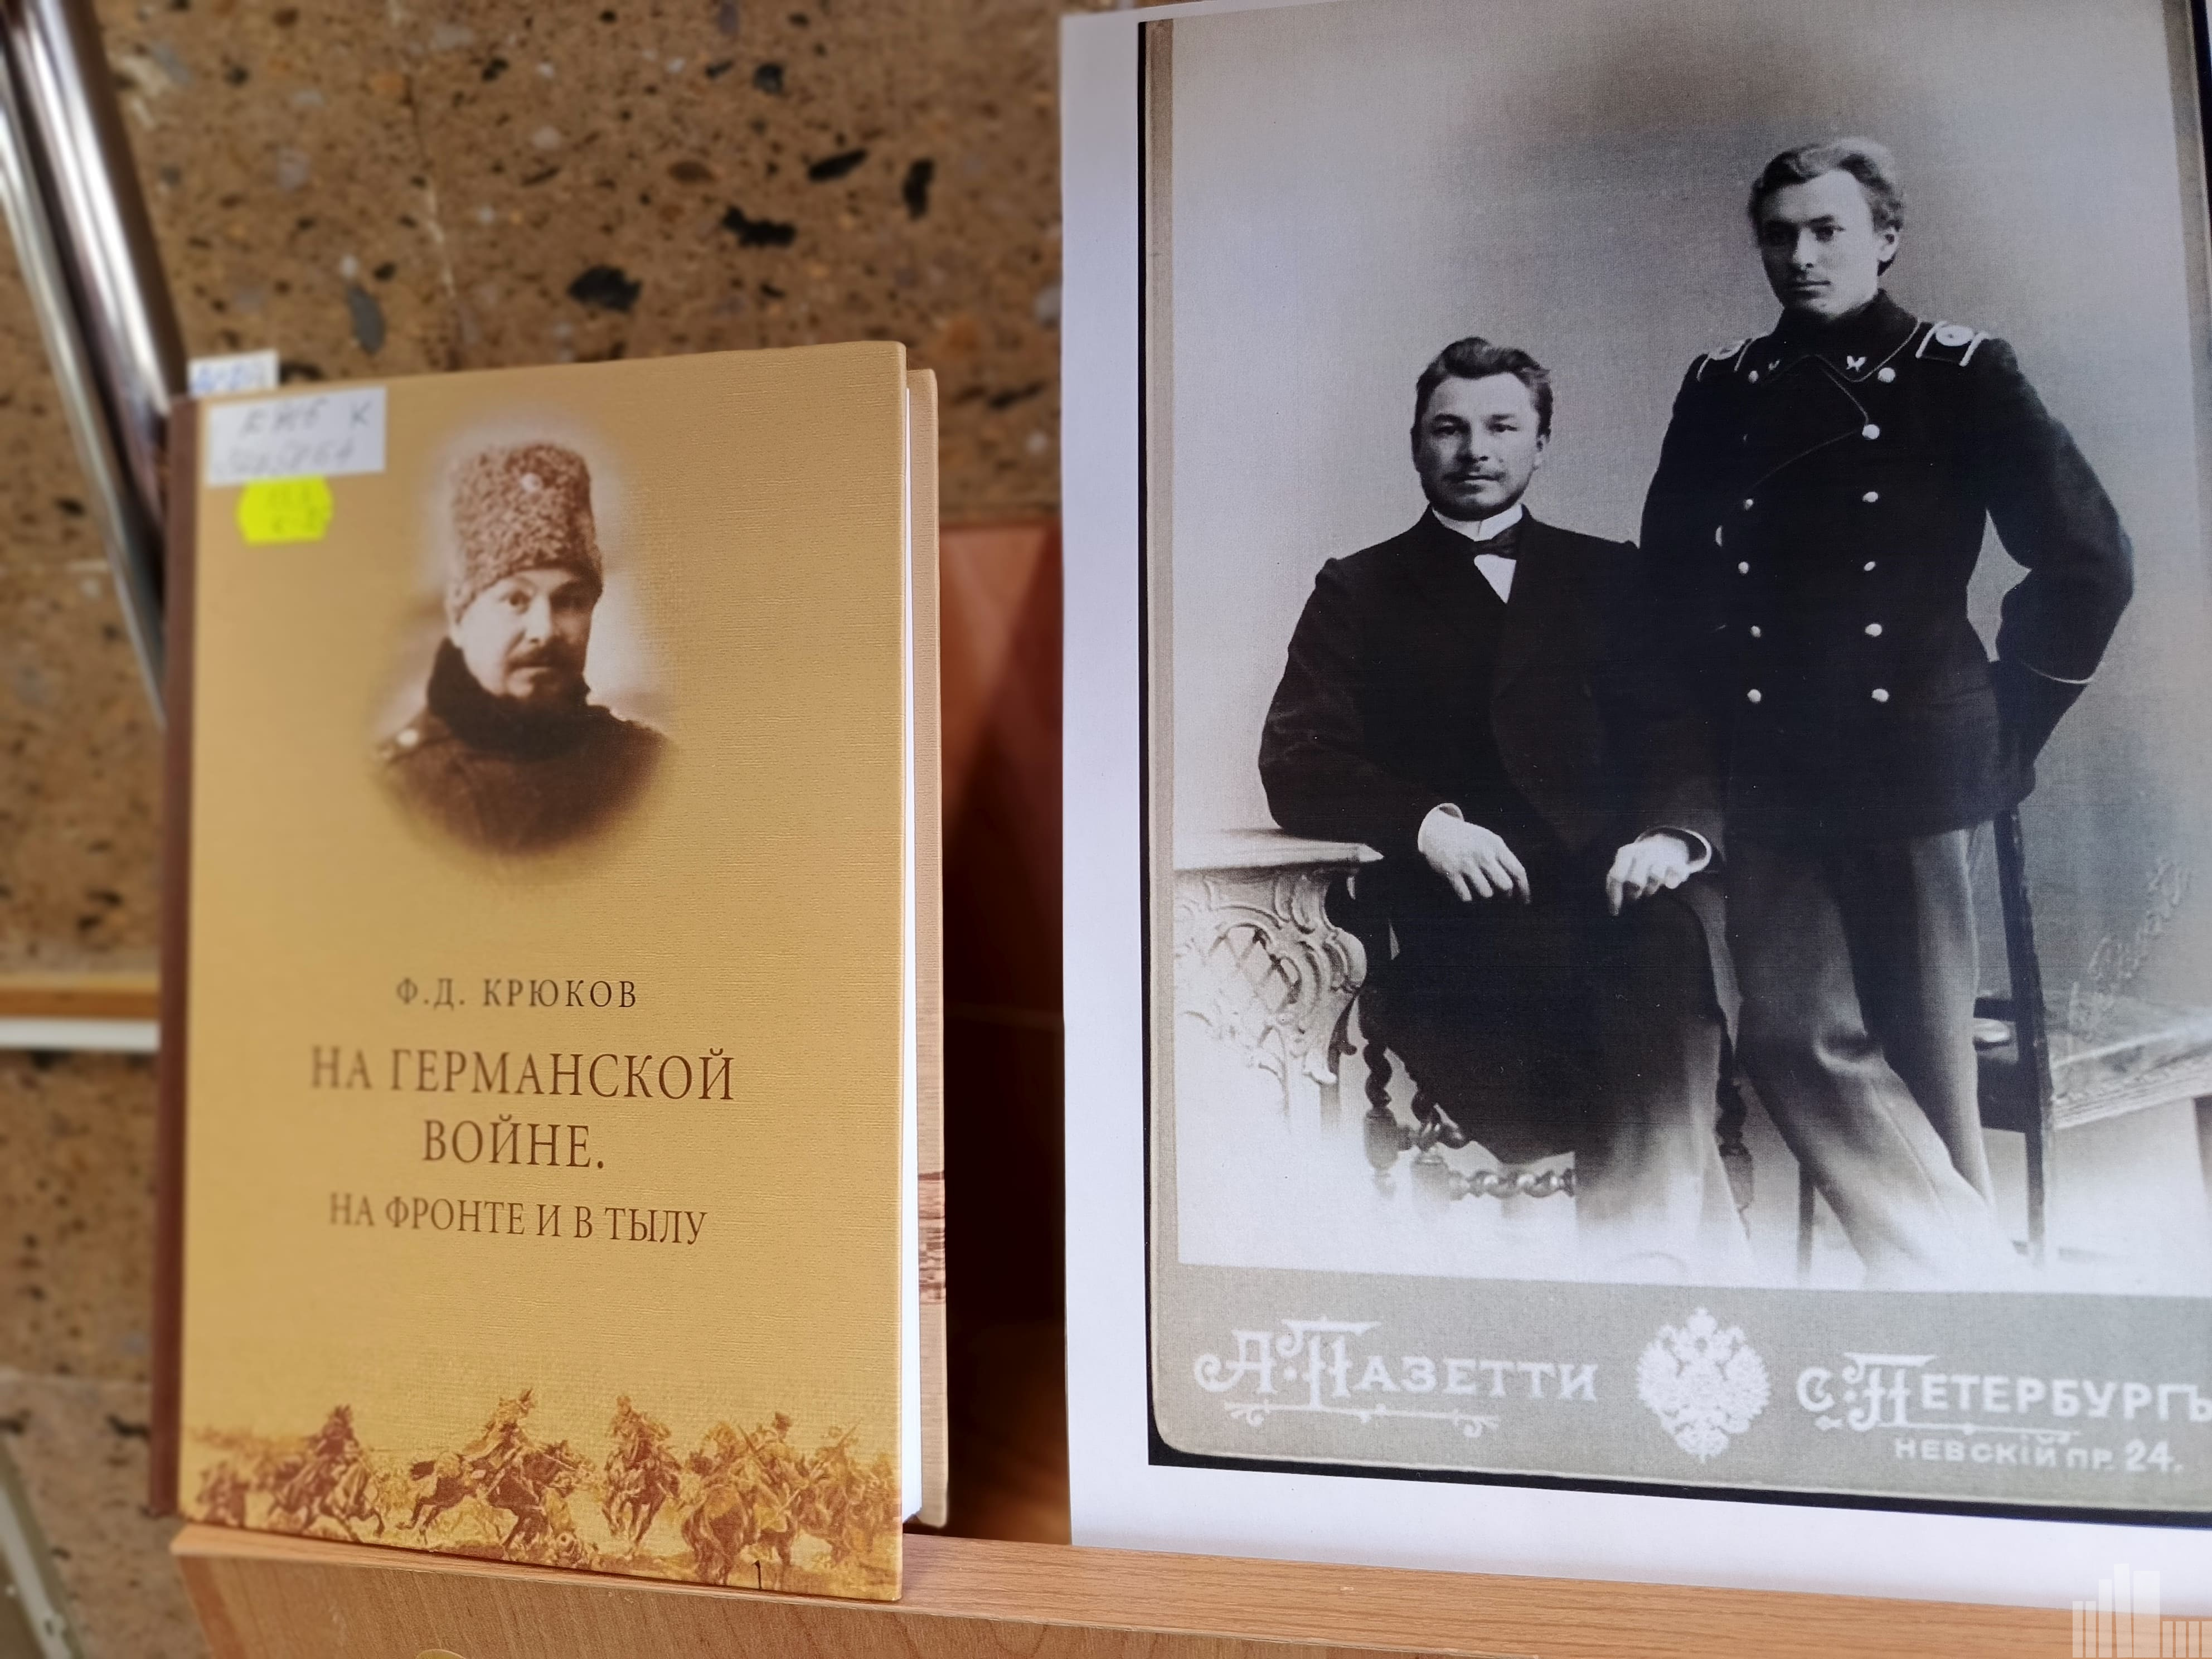 Ф.Д. КРЮКОВ
НА ГЕРМАНСКОЙ
ВОЙНЕ.
НА ФРОНТЕ И В ТЫЛУ
А. ПАЗЕТТИ
С. ПЕТЕРБУРГЪ
НЕВСКІЙ ПР. 24.